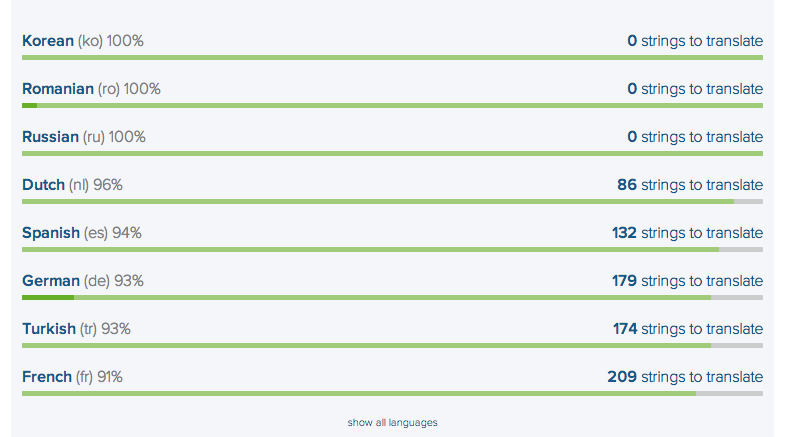 Korean (ko) 100% 0 strings to translate
Romanian (ro) 100% 0 strings to translate
Russian (ru) 100% 0 strings to translate
Dutch (nl) 96% 86 strings to translate
Spanish (es) 94% 132 strings to translate
German (de) 93% 179 strings to translate
Turkish (tr) 93% 174 strings to translate
French (fr) 91% 209 strings to translate
show all languages